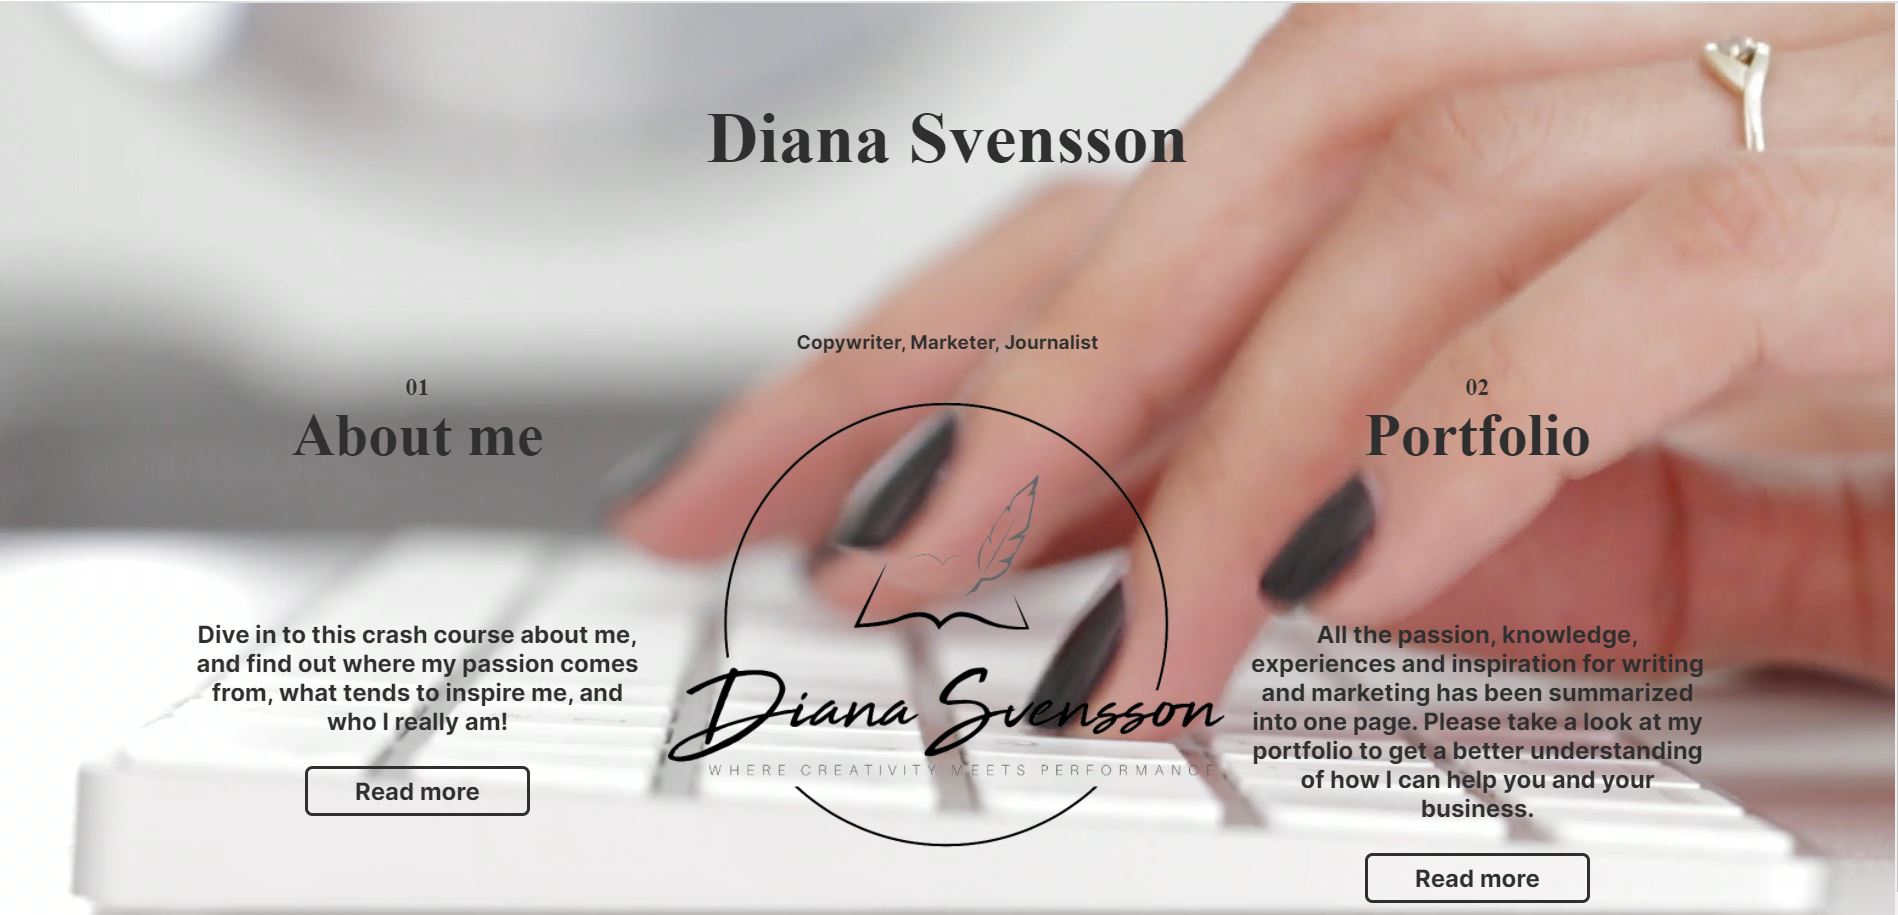 Diana Svensson
Copywriter, Marketer, Journalist
01
About me
Dive in to this crash course about me,
and find out where my passion comes
from, what tends to inspire me, and
who I really am!
Read more
Diana Svensson
WHERE CREATIVITY MEETS PERFORMANCE
02
Portfolio
All the passion, knowledge,
experiences and inspiration for writing
and marketing has been summarized
into one page. Please take a look at my
portfolio to get a better understanding
of how I can help you and your
business.
Read more